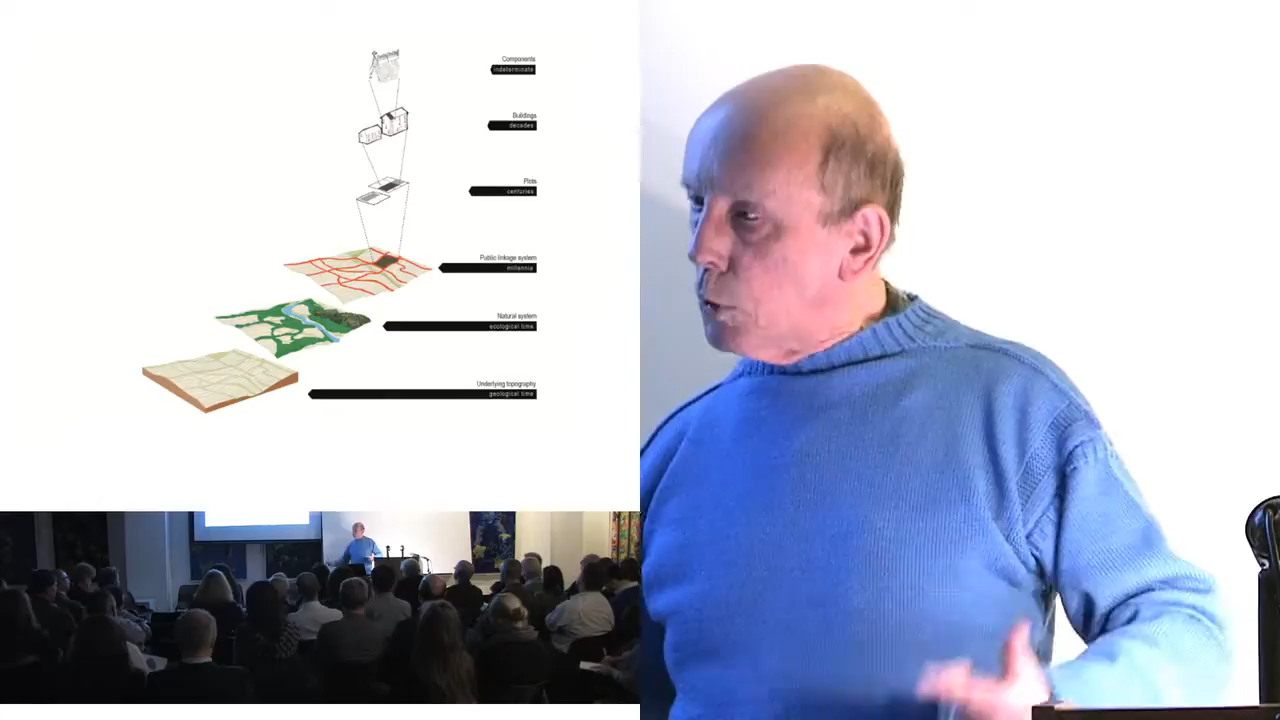 Components
indeterminate
Buildings
decades
Plots
centuries
Public linkage system
millennia
Natural system
ecological time
Underlying topography
geological time